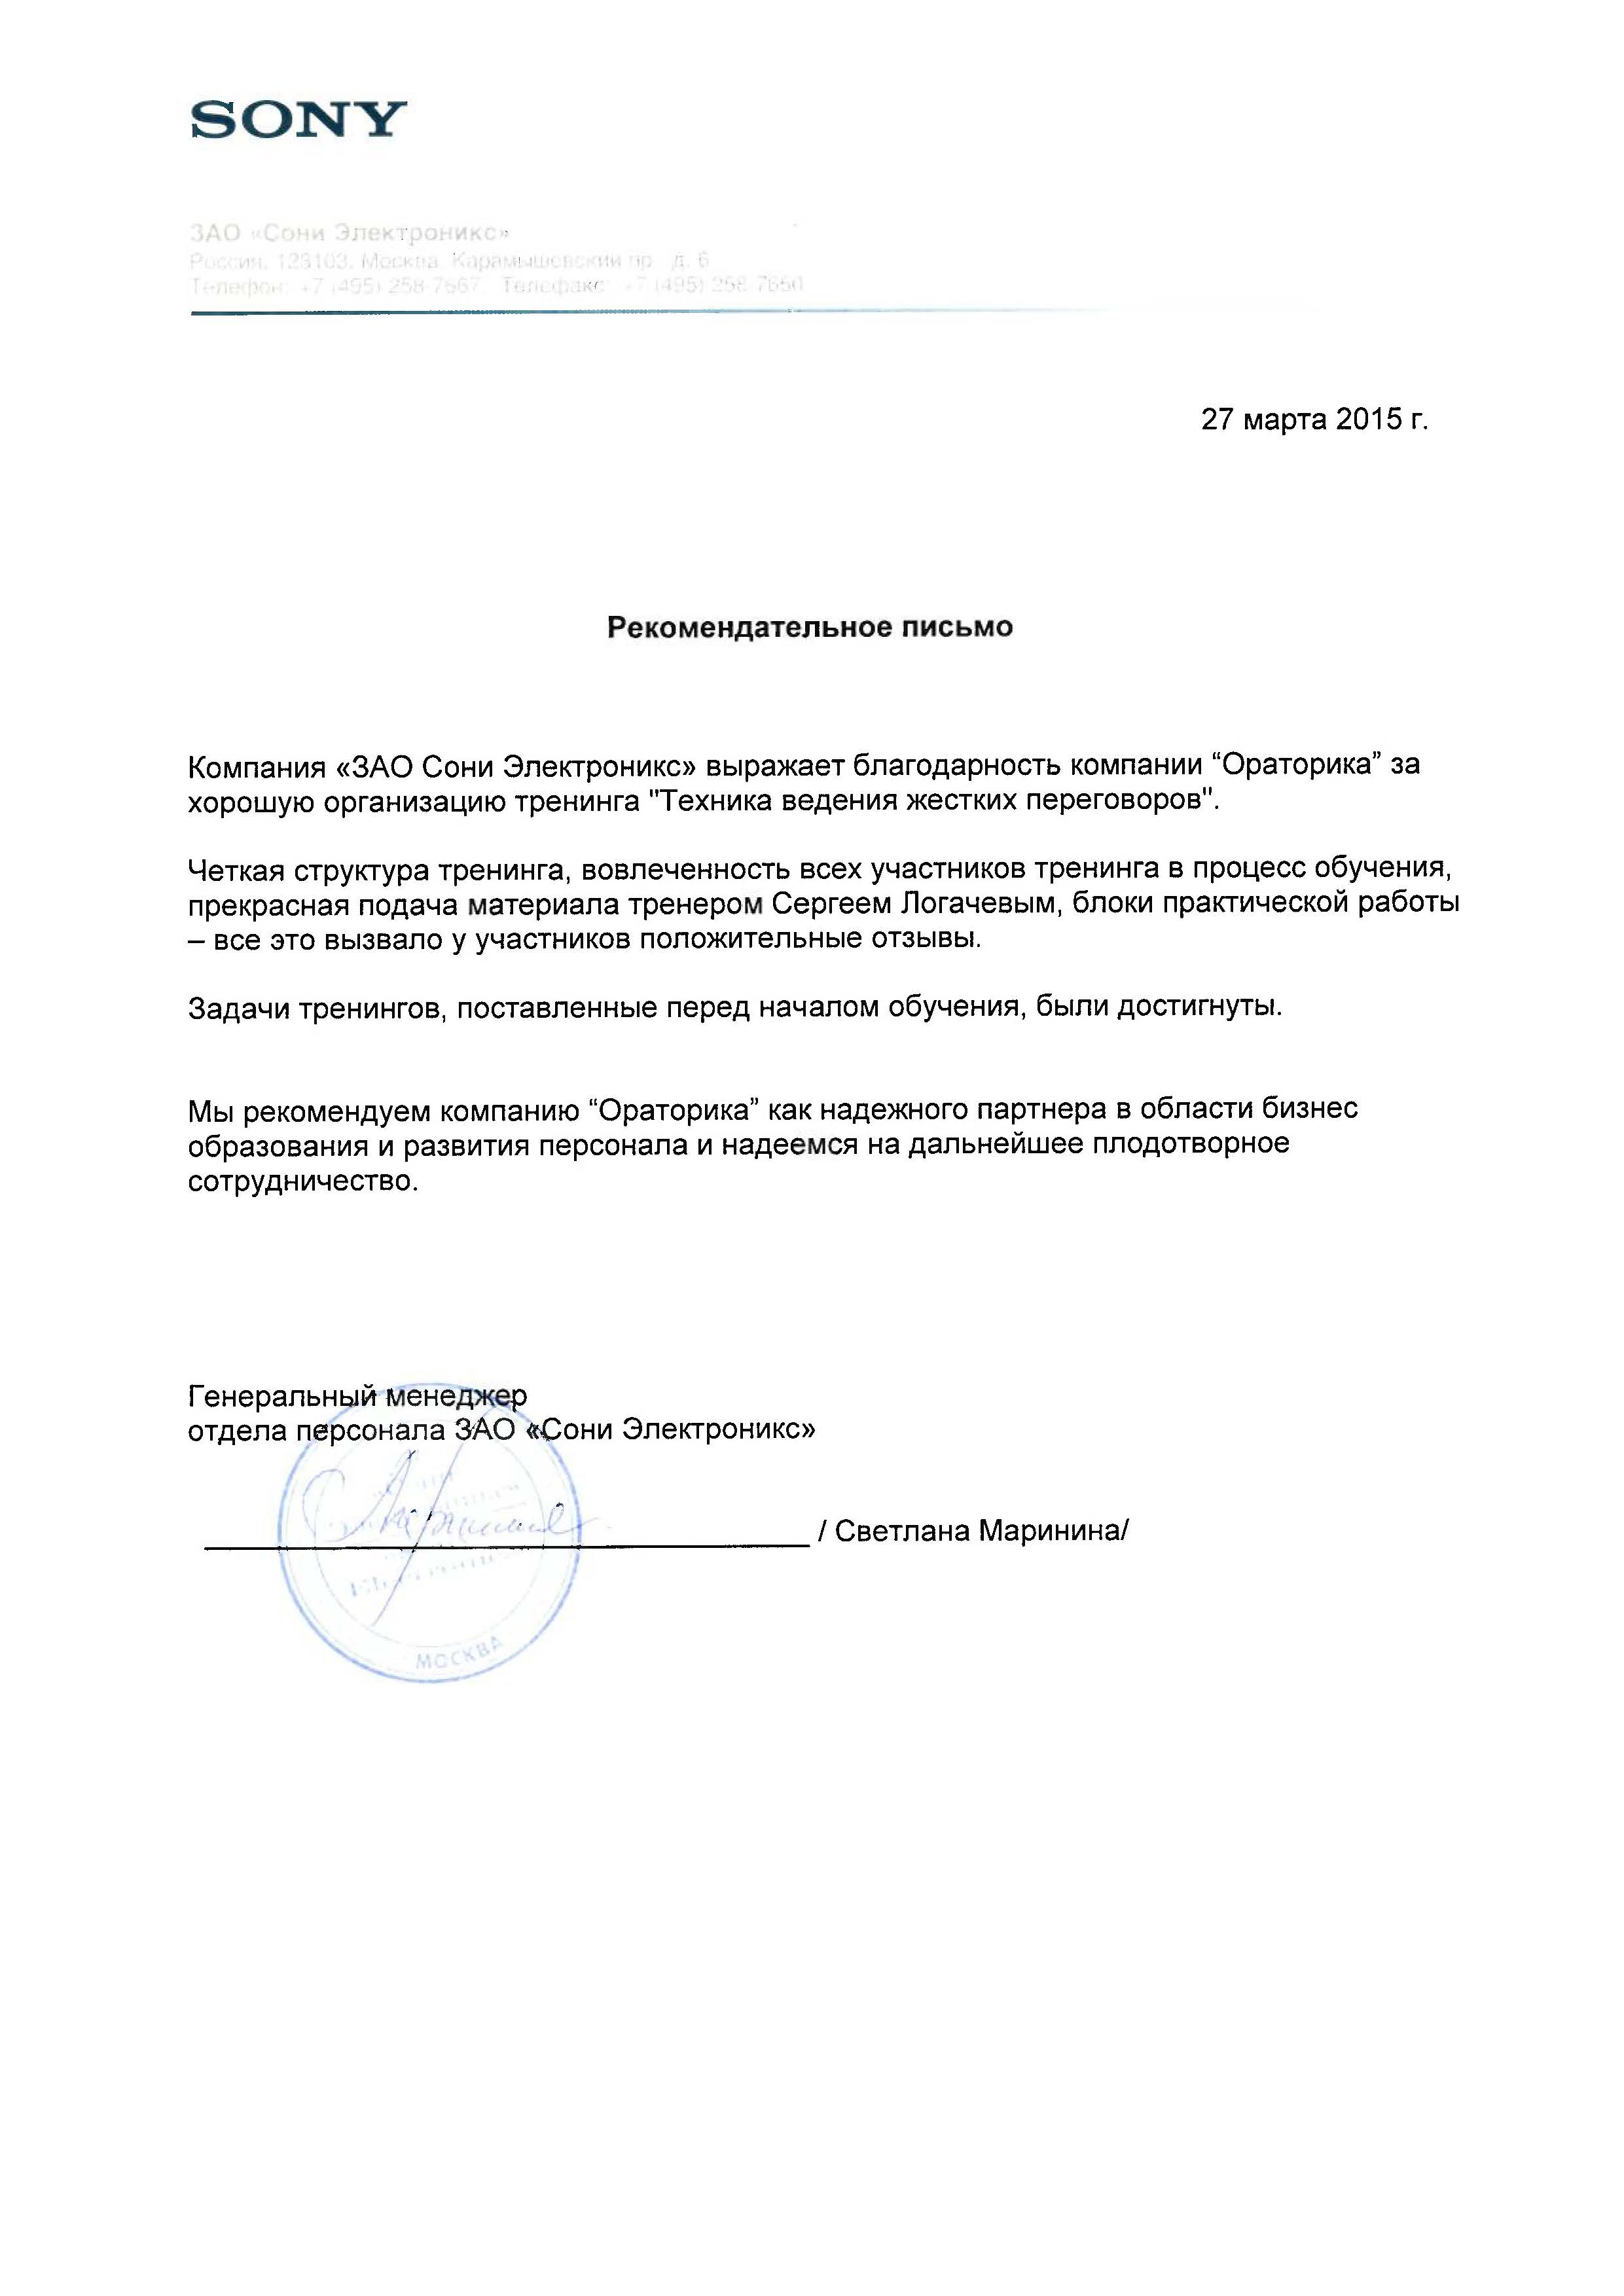 SONY
ЗАО «Сони Электроникс»
Россия, 123103, Москва, Карамышевский пр., д. 6
Телефон: +7 (495) 258-7667, Телефакс: +7 (495) 258-7650
27 марта 2015 г.
Рекомендательное письмо
Компания «ЗАО Сони Электроникс» выражает благодарность компании “Ораторика” за
хорошую организацию тренинга "Техника ведения жестких переговоров".
Четкая структура тренинга, вовлеченность всех участников тренинга в процесс обучения,
прекрасная подача материала тренером Сергеем Логачевым, блоки практической работы
– все это вызвало у участников положительные отзывы.
Задачи тренингов, поставленные перед началом обучения, были достигнуты.
Мы рекомендуем компанию “Ораторика” как надежного партнера в области бизнес
образования и развития персонала и надеемся на дальнейшее плодотворное
сотрудничество.
Генеральный менеджер
отдела персонала ЗАО «Сони Электроникс»
/ Светлана Маринина/
МОСКВА